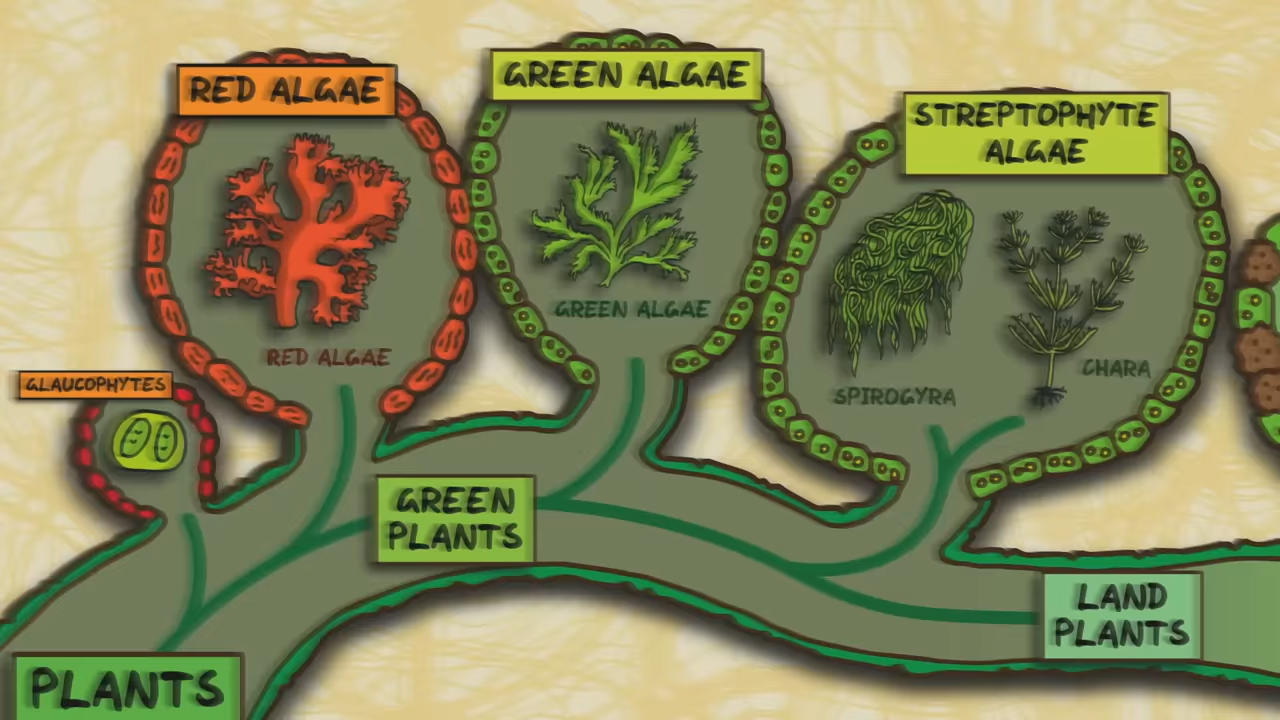 RED ALGAE
GREEN ALGAE
STREPTOPHYTE
ALGAE
GREEN ALGAE
RED ALGAE
GLAUCOPHYTES
SPIROGYRA
CHARA
GREEN
PLANTS
LAND
PLANTS
PLANTS